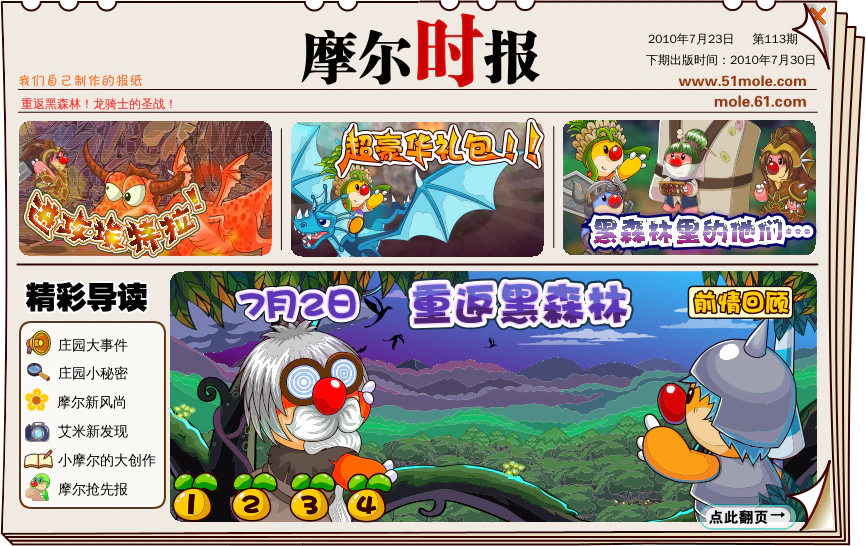 摩尔时报
2010年7月23日 第113期
下期出版时间：2010年7月30日
我们自己制作的报纸
www.51mole.com
重返黑森林！龙骑士的圣战！
mole.61.com
进攻埃拜拉！
超豪华礼包！！
黑森林里的他们……
精彩导读
庄园大事件
庄园小秘密
摩尔新风尚
艾米新发现
小摩尔的大创作
摩尔抢先报
7月2日
重返黑森林
前情回顾
1 2 3 4
点此翻页→